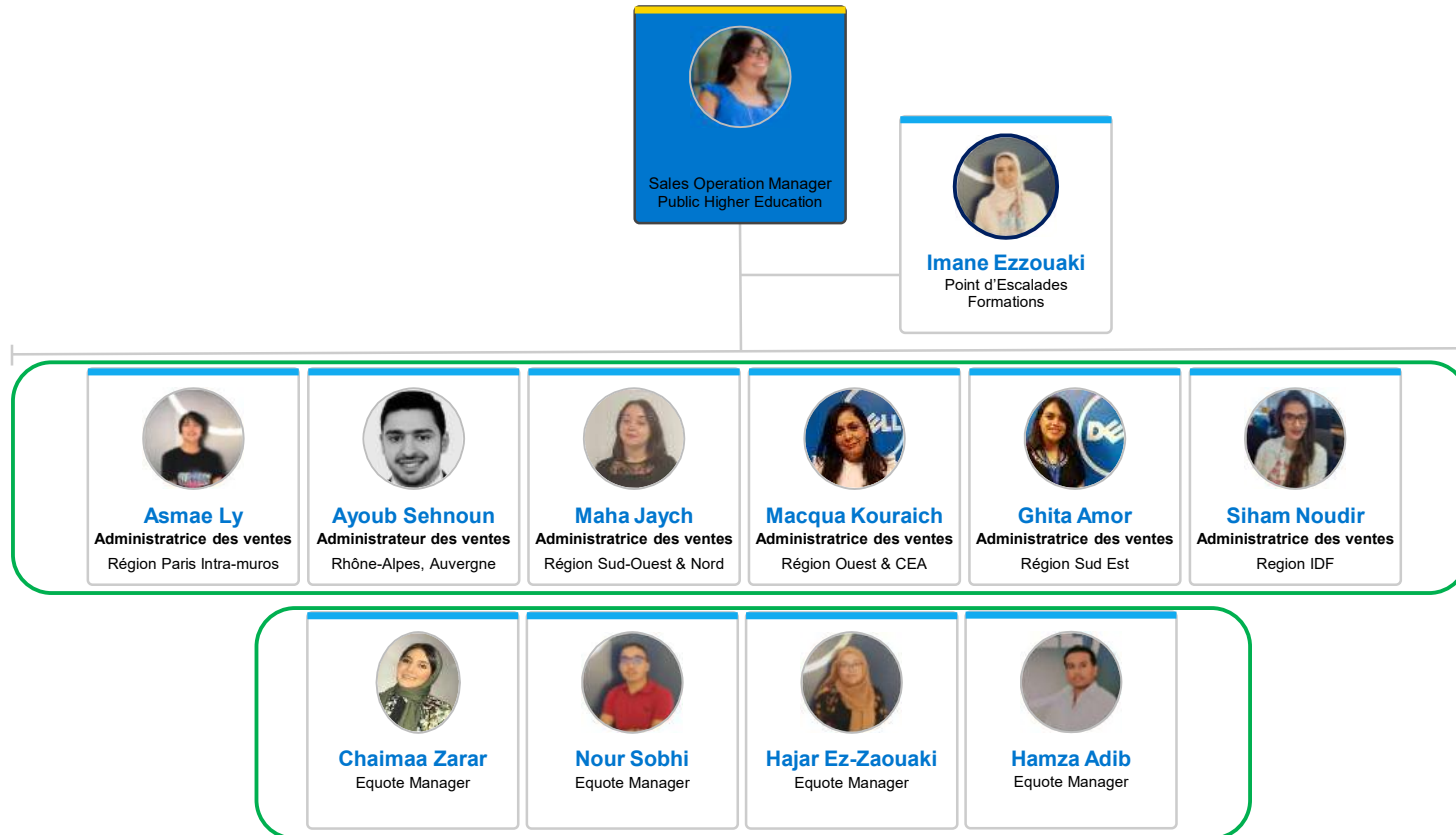 Sales Operation Manager
Public Higher Education
Imane Ezzouaki
Point d’Escalades
Formations
Asmae Ly
Administratrice des ventes
Région Paris Intra-muros
Ayoub Sehnoun
Administrateur des ventes
Rhône-Alpes, Auvergne
Maha Jaych
Administratrice des ventes
Région Sud-Ouest & Nord
ELL
Macqua Kouraich
Administratrice des ventes
Région Ouest & CEA
DE
Ghita Amor
Administratrice des ventes
Région Sud Est
Siham Noudir
Administratrice des ventes
Region IDF
Chaimaa Zarar
Equote Manager
Nour Sobhi
Equote Manager
Hajar Ez-Zaouaki
Equote Manager
Hamza Adib
Equote Manager